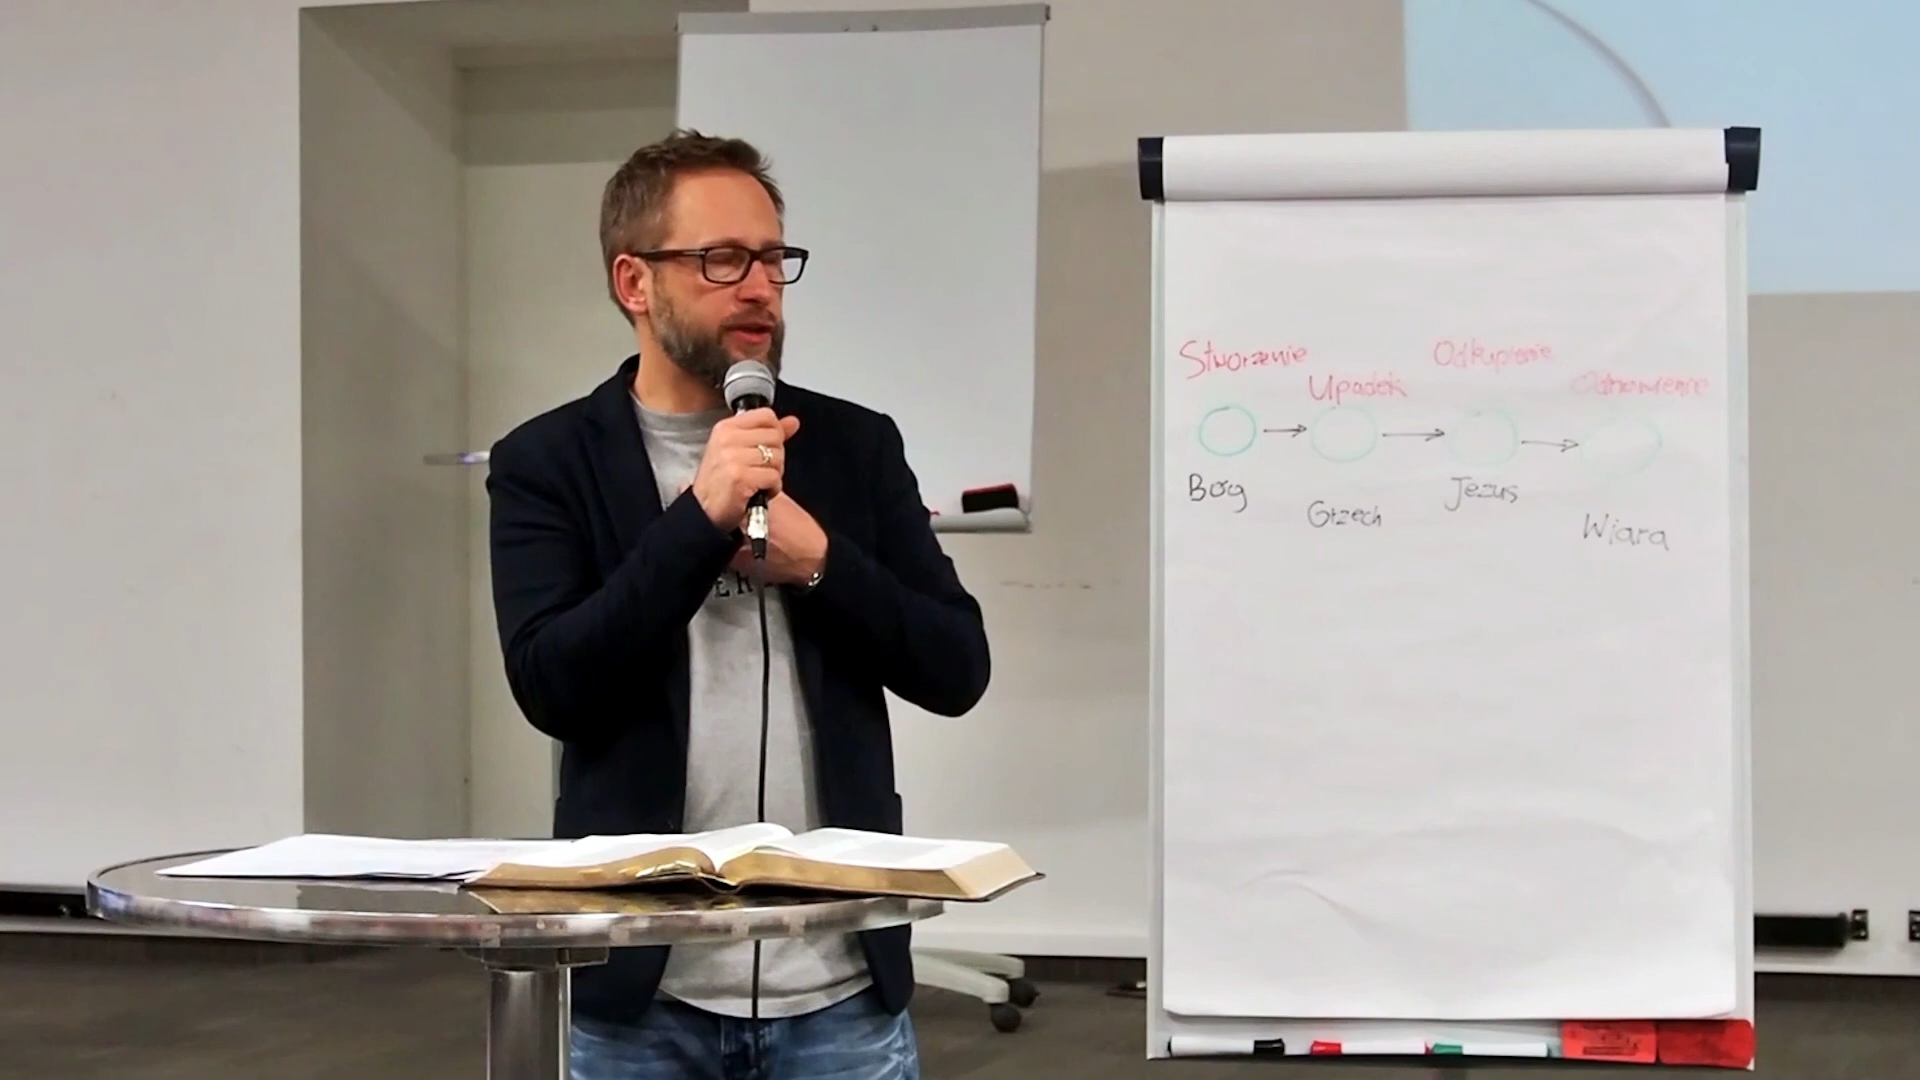 Stworzenie
Upadek
Odkupienie
Odnowienie
Bóg
Grzech
Jezus
Wiara